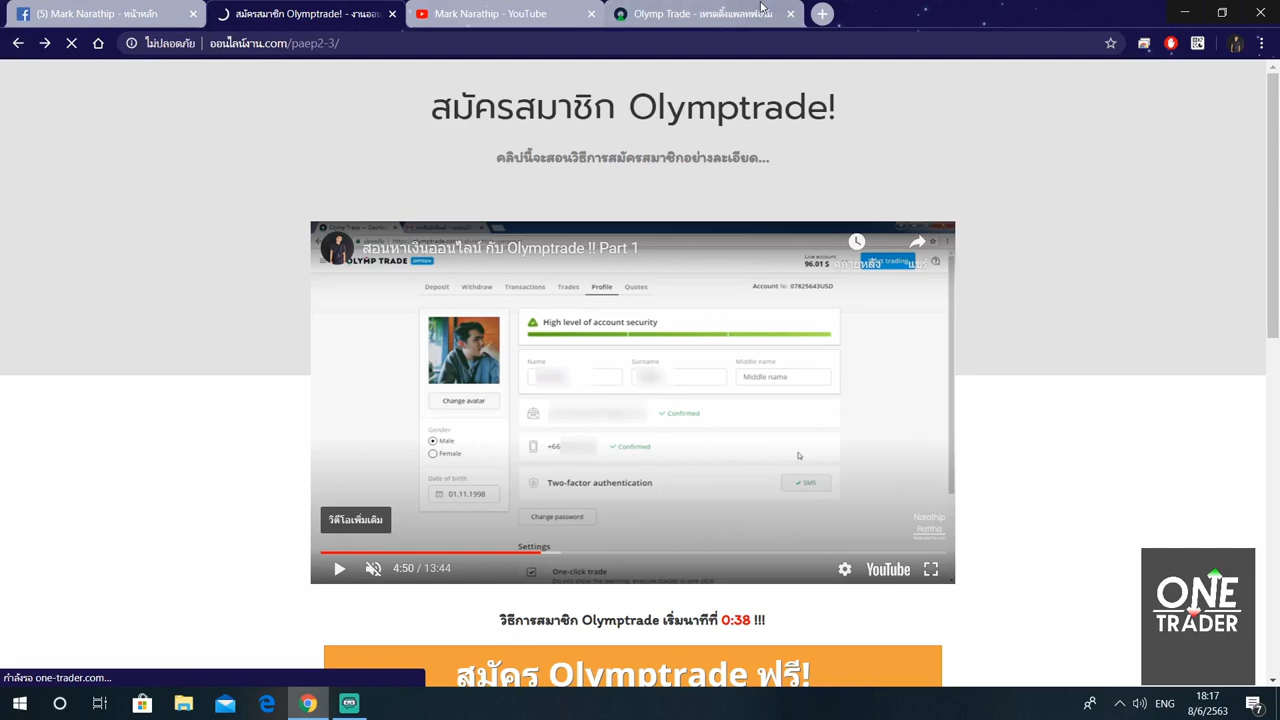 Mark Narathip - หน้าหลัก
สมัครสมาชิก Olymptrade! - งานออน
Mark Narathip - YouTube
Olymp Trade - เทรดดิ้งแพลทฟอร์ม
ไม่ปลอดภัย
ออนไลน์งาน.com/paep2-3/
สมัครสมาชิก Olymptrade!
คลิปนี้จะสอนวิธีการสมัครสมาชิกอย่างละเอียด...
สอนหาเงินออนไลน์ กับ Olymptrade !! Part 1
OLYMP TRADE
Live account
96.01 $
แชร์
Deposit Withdraw Transactions Trades Profile Quotes
Account №: 07825643USD
High level of account security
Name Surname Middle name
Middle name
Change avatar
Confirmed
Gender
Male
+66
Confirmed
Female
Date of birth
Two-factor authentication
SMS
01.11.1998
วิดีโอเพิ่มเติม
Change password
Narathip
Settings
One-click trade
4:50 / 13:44
YouTube
วิธีการสมาชิก Olymptrade เริ่มนาทีที่ 0:38 !!!
สมัคร Olymptrade ฟรี!
ONE
TRADER
กำลังรอ one-trader.com...
ENG
18:17
8/6/2563